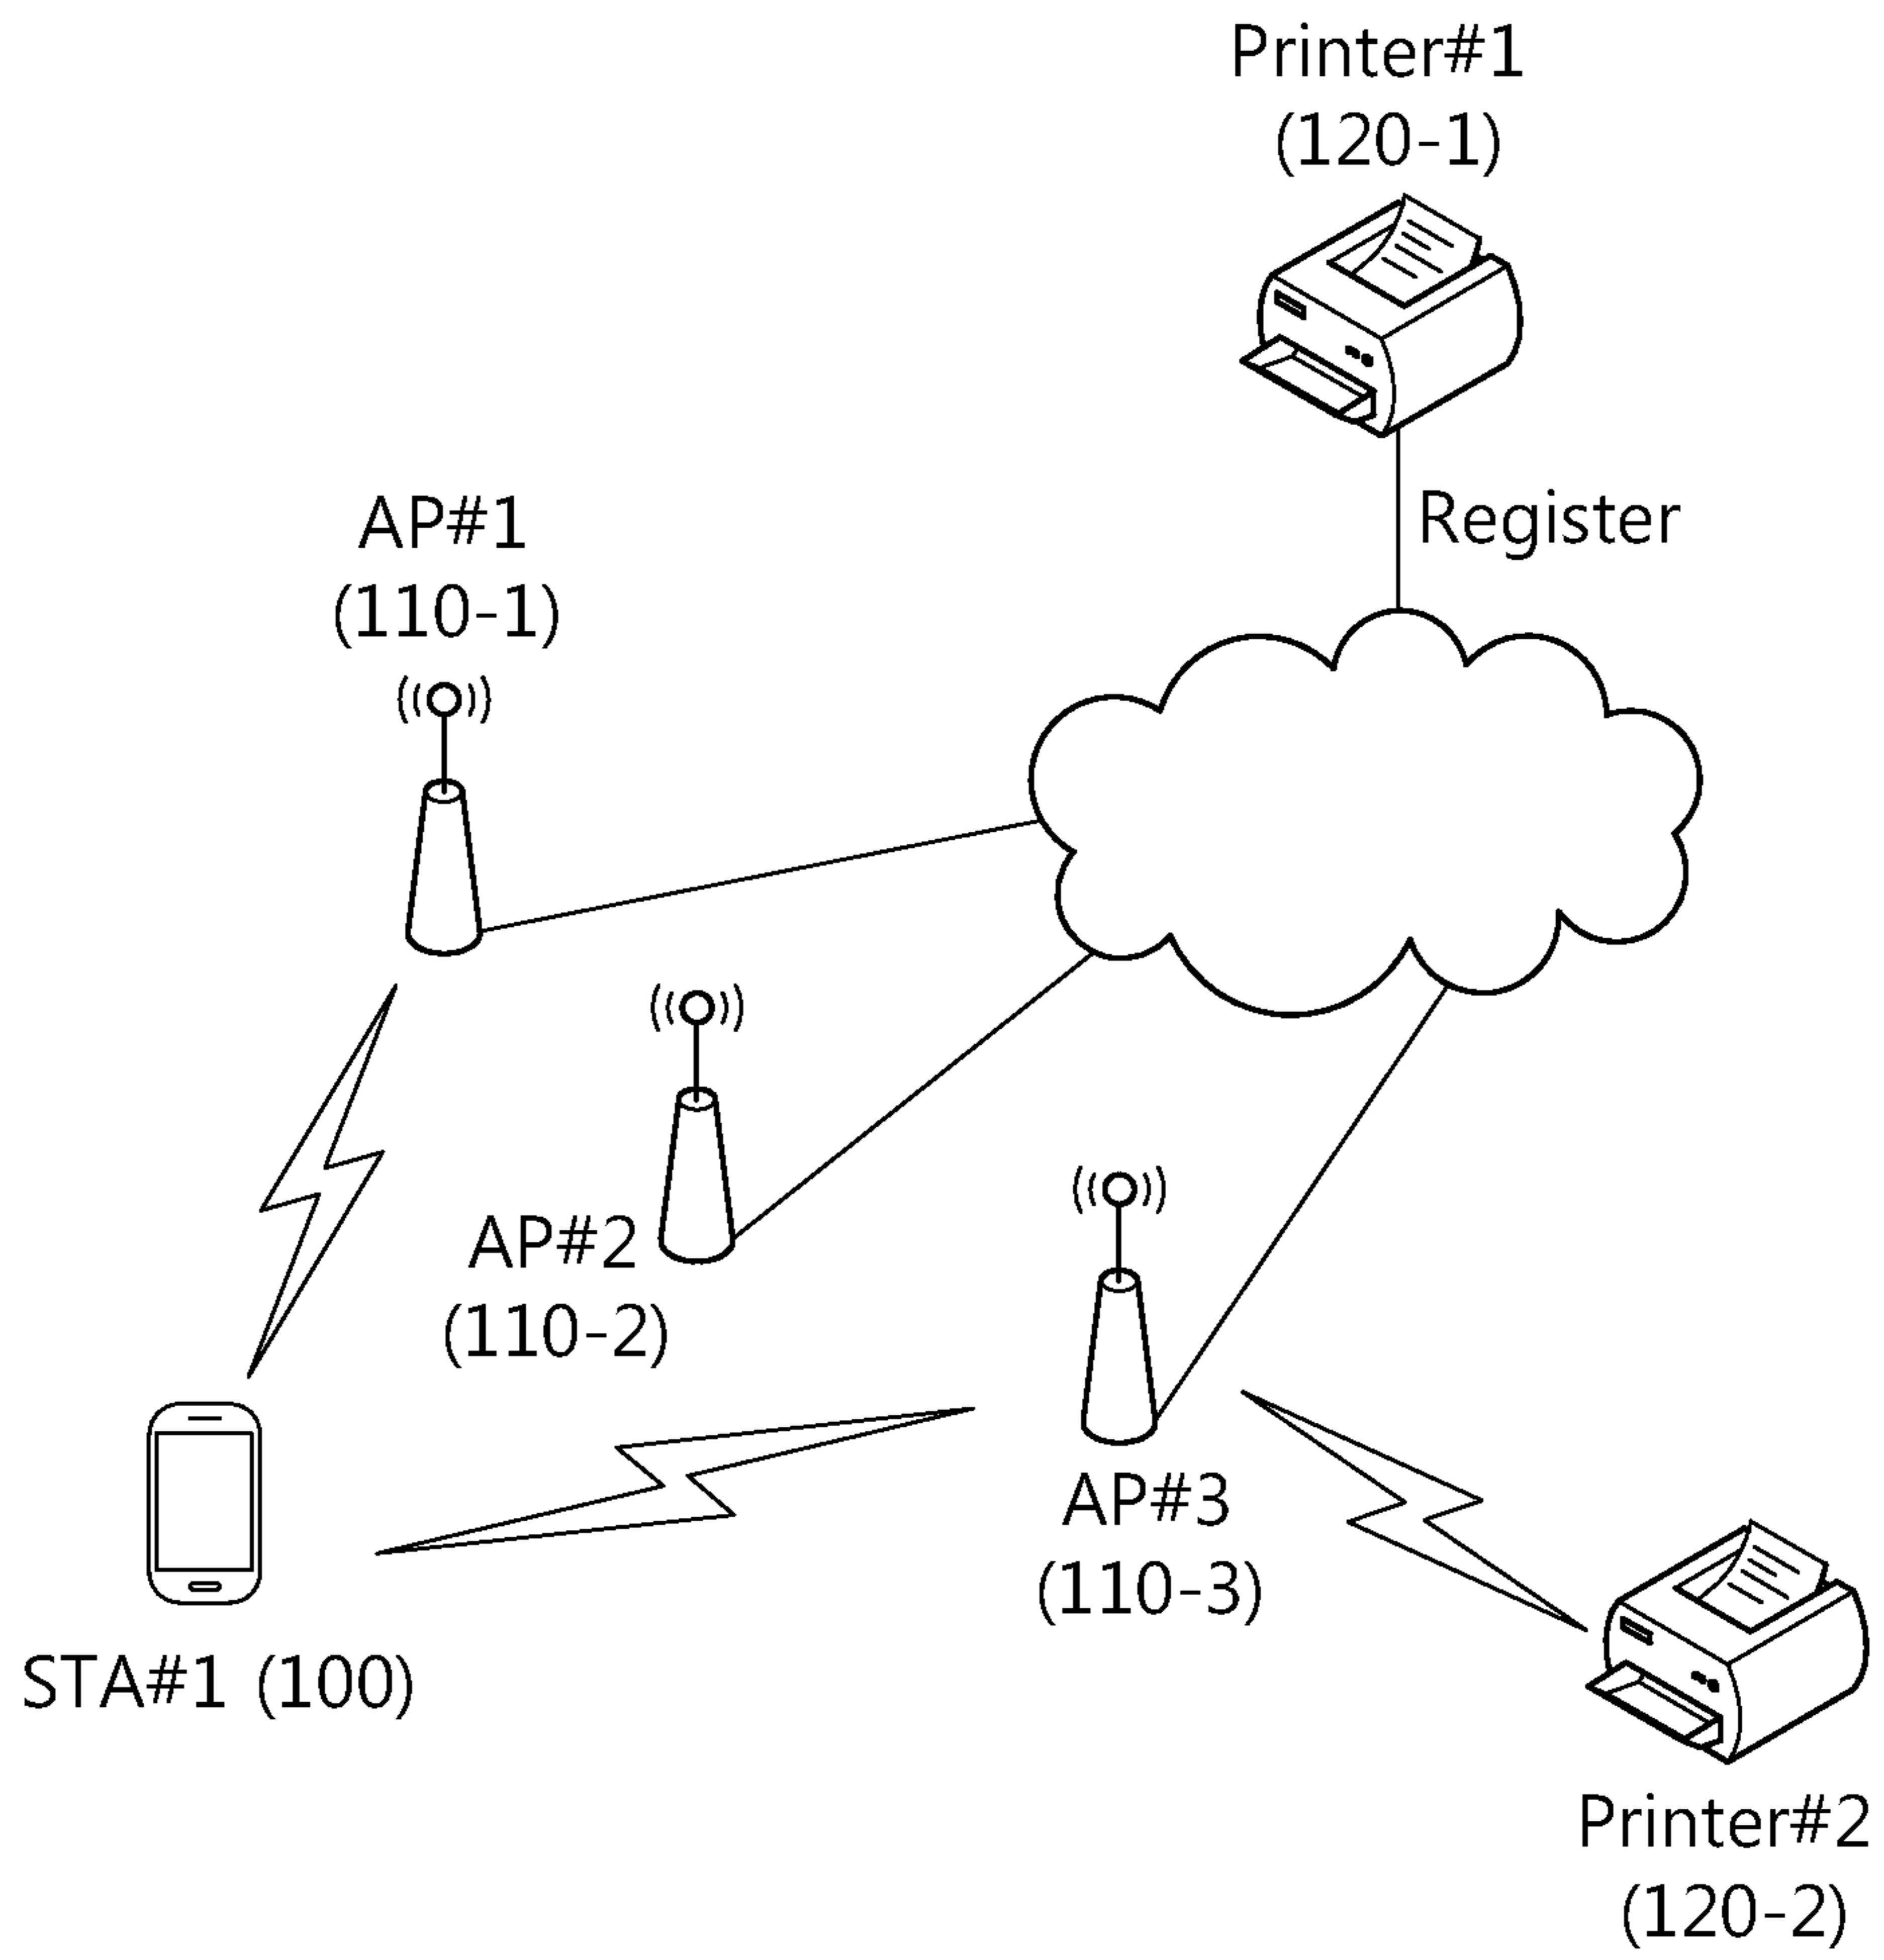 Printer#1
(120-1)
Register
AP#1
(110-1)
AP#2
(110-2)
AP#3
(110-3)
STA#1 (100)
Printer#2
(120-2)